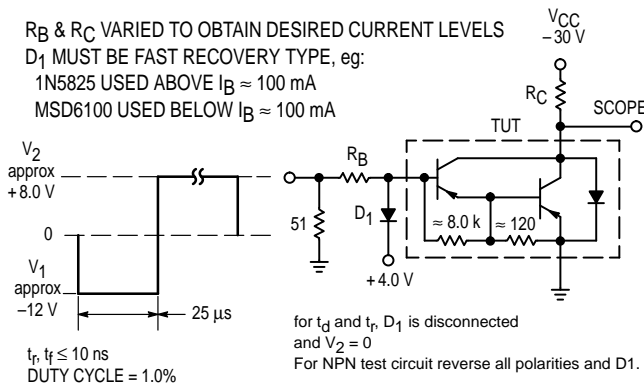 RB & RC VARIED TO OBTAIN DESIRED CURRENT LEVELS
D1 MUST BE FAST RECOVERY TYPE, eg:
1N5825 USED ABOVE IB ≈ 100 mA
MSD6100 USED BELOW IB ≈ 100 mA
VCC
– 30 V
RC
SCOPE
TUT
V2
approx
+ 8.0 V
0
V1
approx
–12 V
25 µs
51
RB
D1
+ 4.0 V
≈ 8.0 k
≈ 120
tr, tf ≤ 10 ns
DUTY CYCLE = 1.0%
for td and tr, D1 is disconnected
and V2 = 0
For NPN test circuit reverse all polarities and D1.